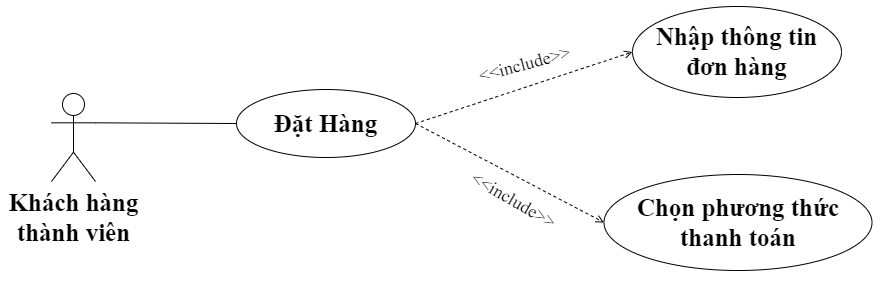 Nhập thông tin
đơn hàng
<<include>>
Đặt Hàng
<<include>>
Khách hàng
thành viên
Chọn phương thức
thanh toán